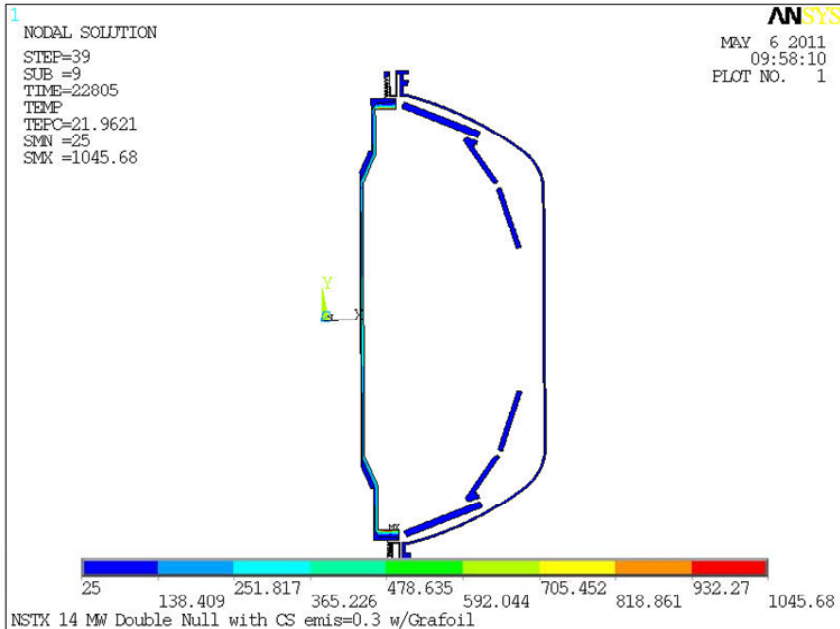 1
ANSYS
NODAL SOLUTION
MAY 6 2011
09:58:10
PLOT NO. 1
STEP=39
SUB =9
TIME=22805
TEMP
TEPC=21.9621
SMN =25
SMX =1045.68
Y
X
MX
25
251.817
478.635
705.452
932.27
138.409
365.226
592.044
818.861
1045.68
NSTX 14 MW Double Null with CS emis=0.3 w/Grafoil